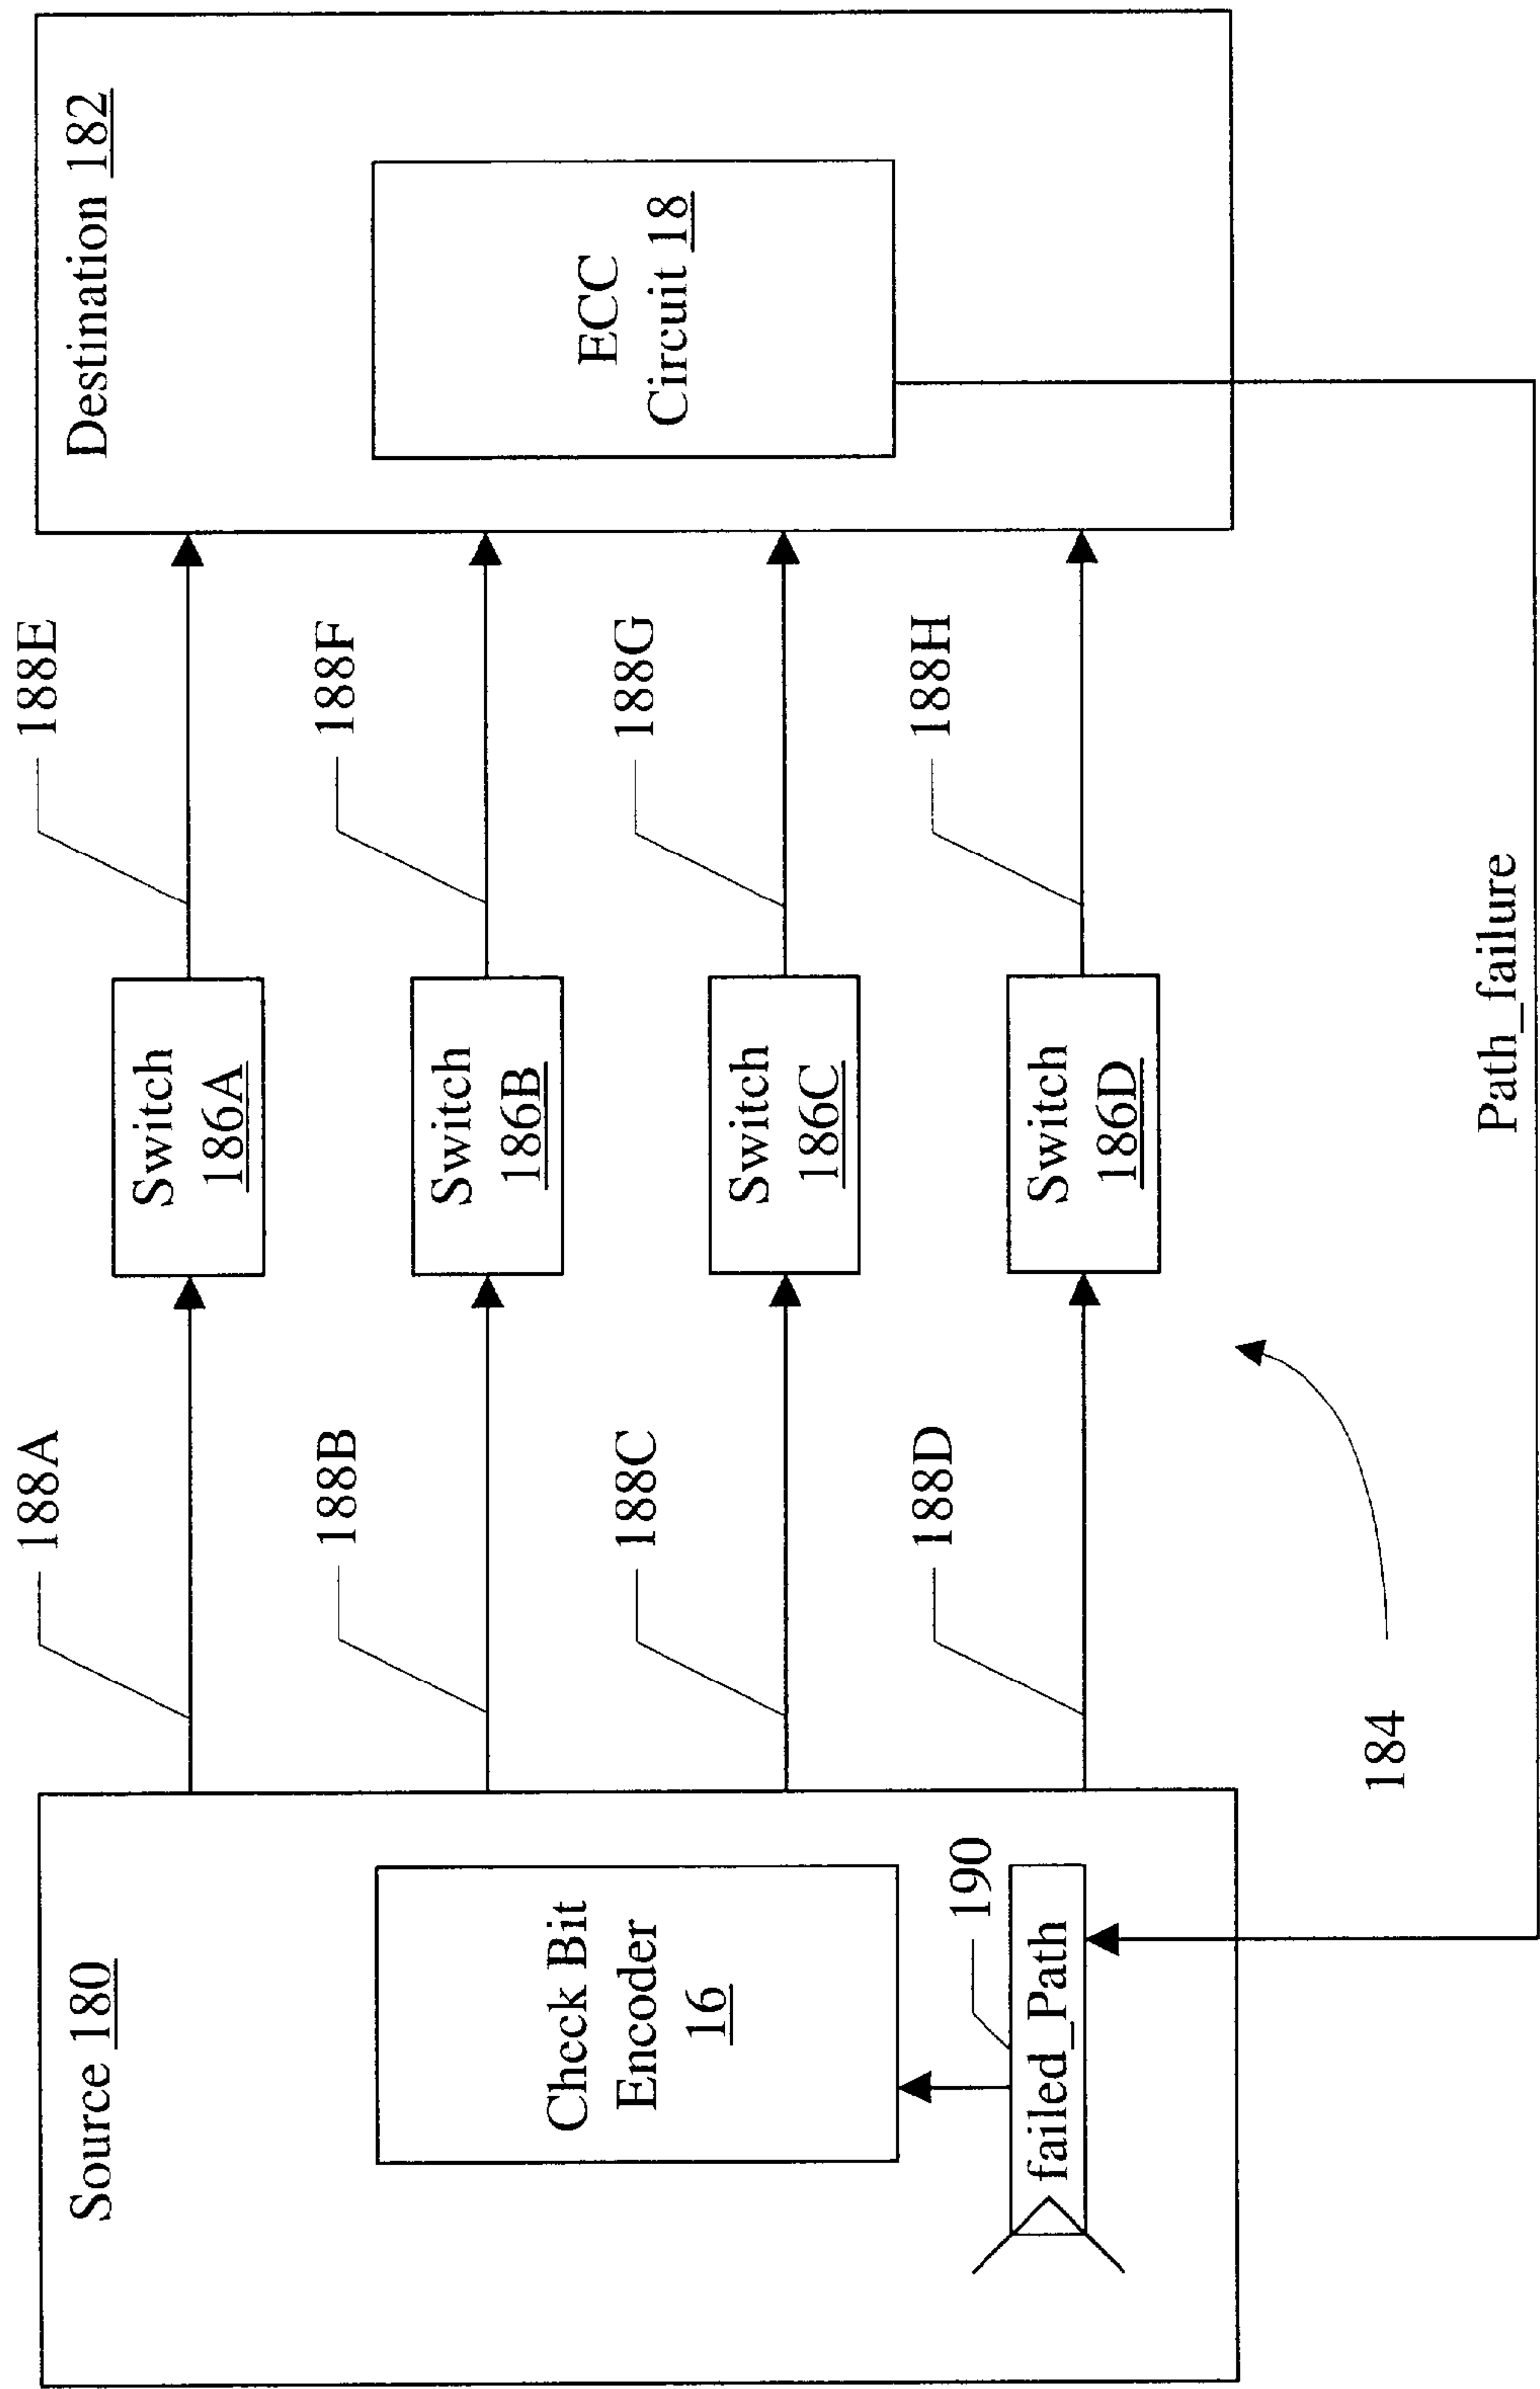 Source 180
Check Bit
Encoder
16
190
failed_Path
188A
188B
188C
188D
184
Switch
186A
Switch
186B
Switch
186C
Switch
186D
188E
188F
188G
188H
Path_failure
Destination 182
ECC
Circuit 18